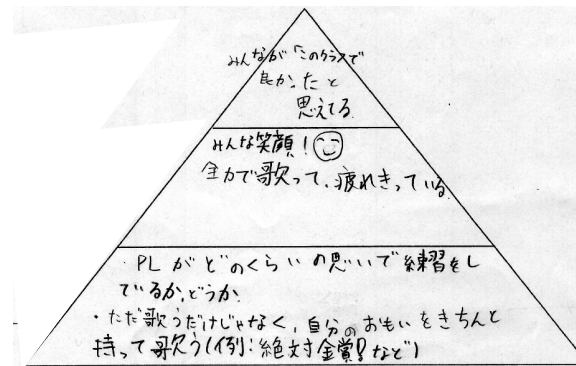 みんなが「このクラスで
良かったと
思えてる
みんな笑顔!
全力で歌って、疲れきっている
・PLがどのくらいの思いで練習をし
ているか、どうか
・ただ歌うだけじゃなく、自分のおもいをきちんと
持って歌う(例:絶対金賞!など)